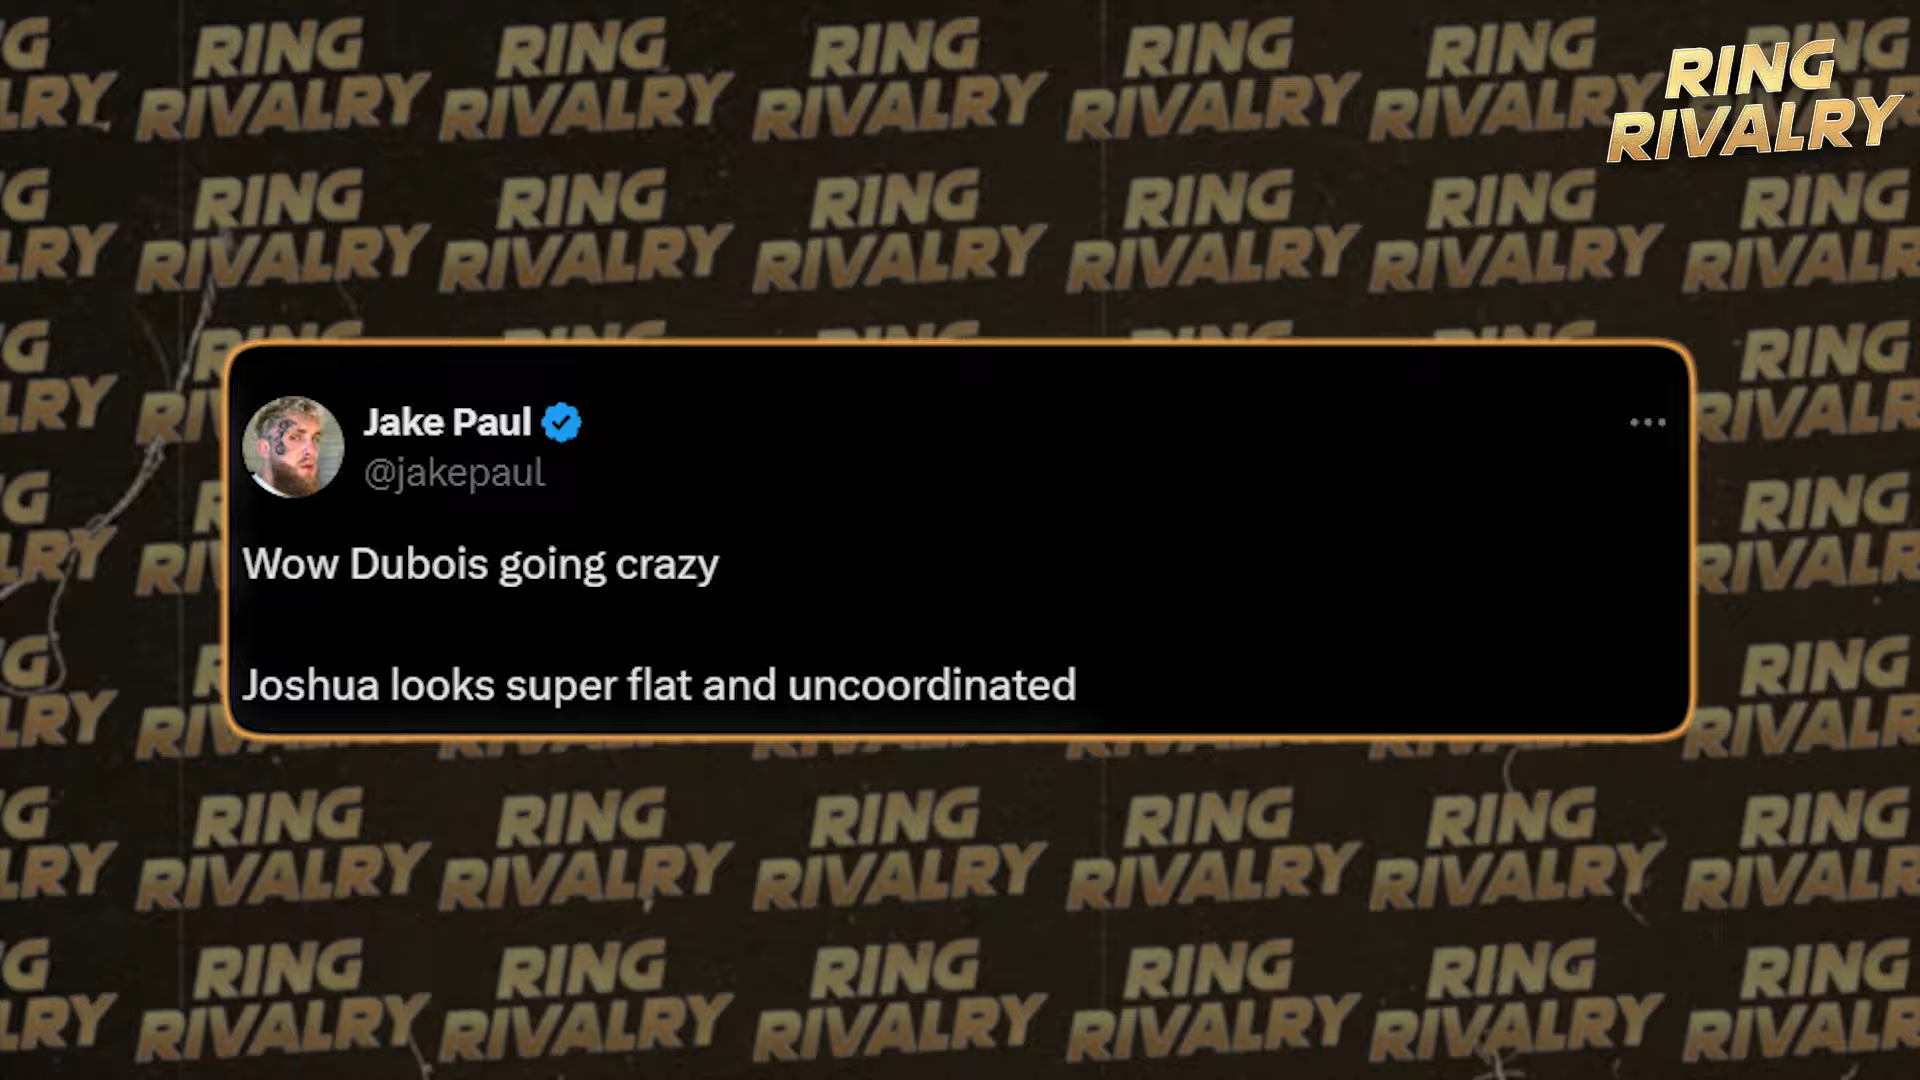 RING
RIVALRY
Jake Paul
@jakepaul
Wow Dubois going crazy
Joshua looks super flat and uncoordinated